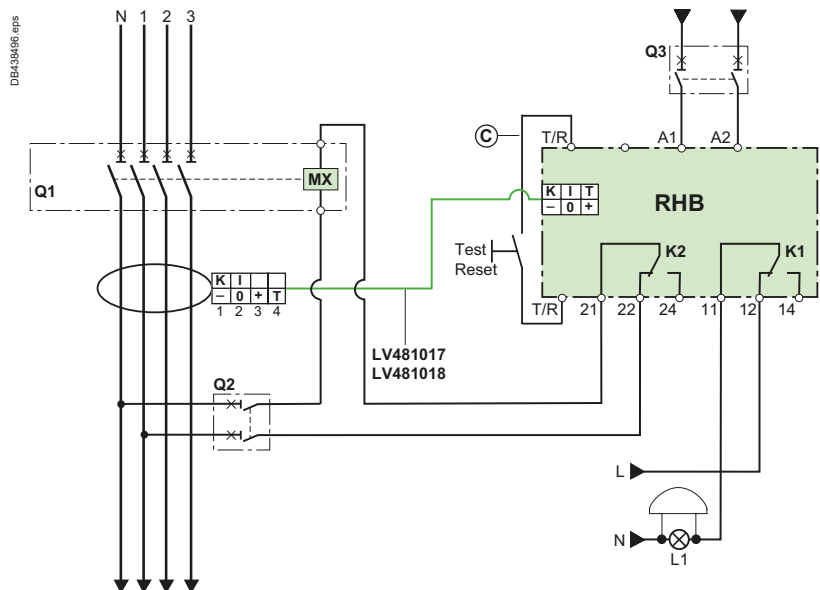 DB438496.eps
N 1 2 3
Q3
C
T/R
A1
A2
MX
Q1
K I T
– 0 +
RHB
Test
Reset
K2
K1
K I
– 0 + T
1 2 3 4
T/R
21
22
24
11
12
14
LV481017
LV481018
Q2
L
N
L1